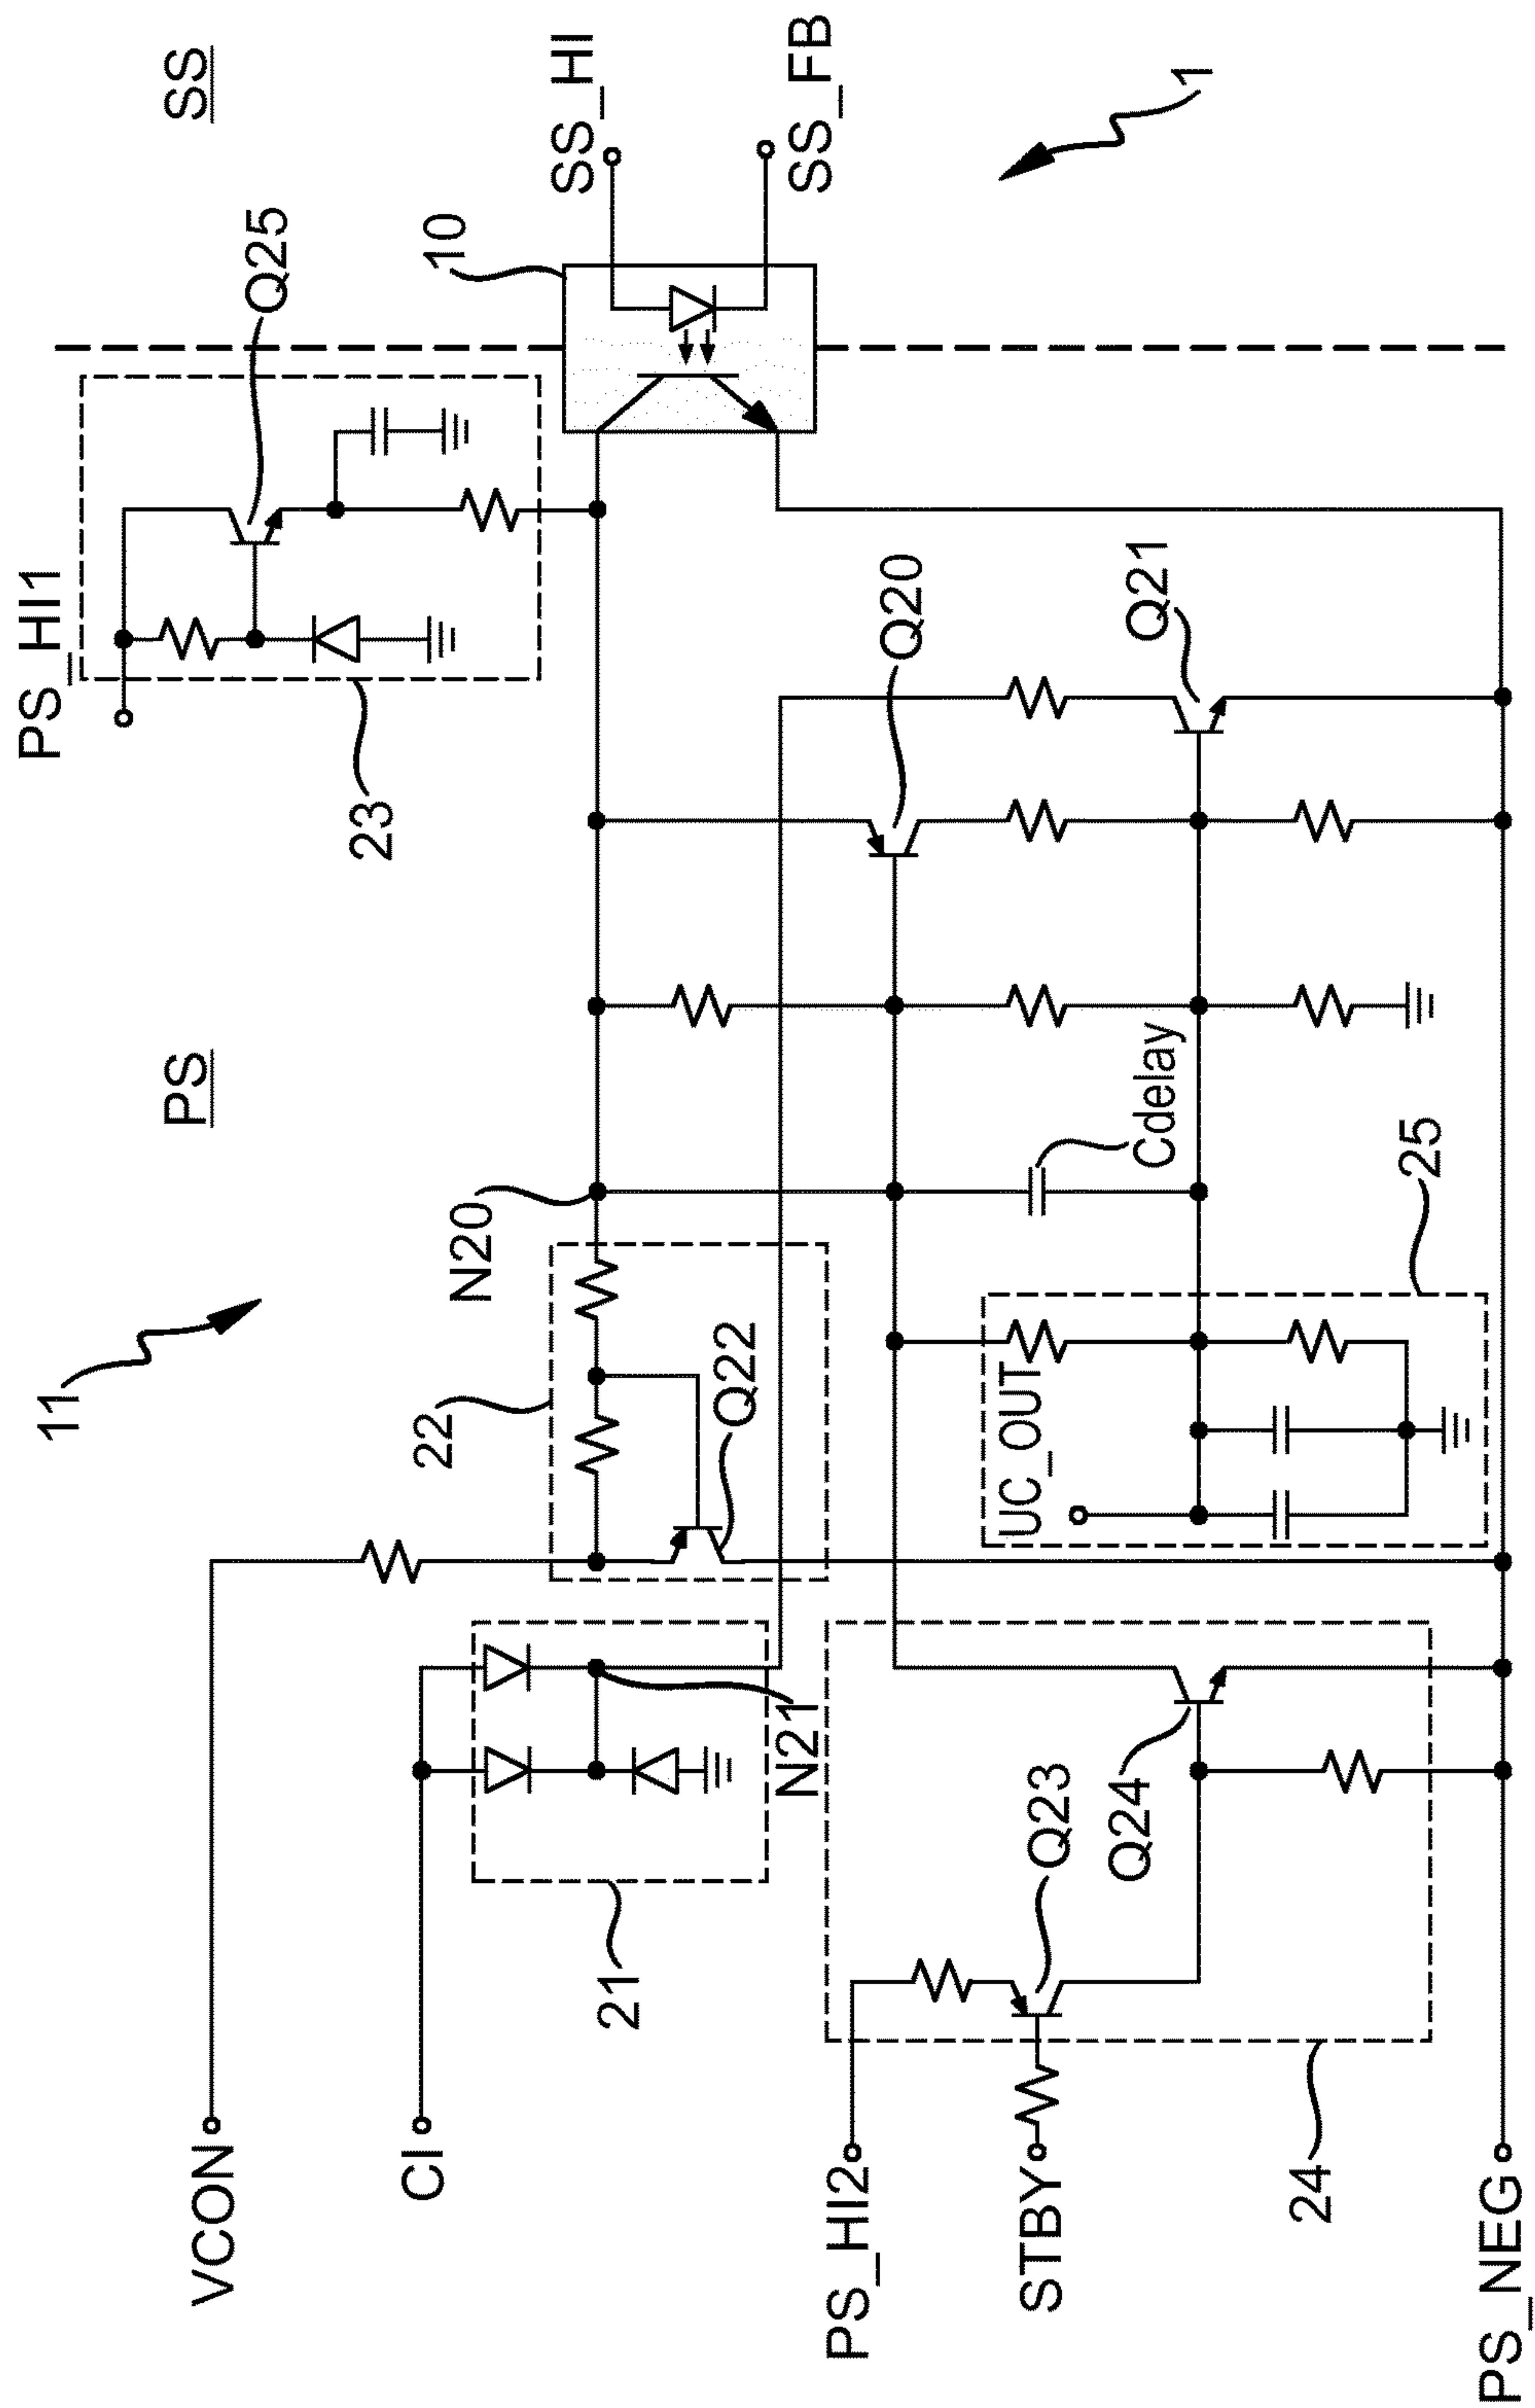 SS
SS_HI
SS_FB
1
10
Q25
PS_HI1
23
Q20
Q21
PS
N20
Cdelay
25
11
22
Q22
UC_OUT
N21
21
Q23
Q24
24
VCON
CI
PS_HI2
STBY
PS_NEG